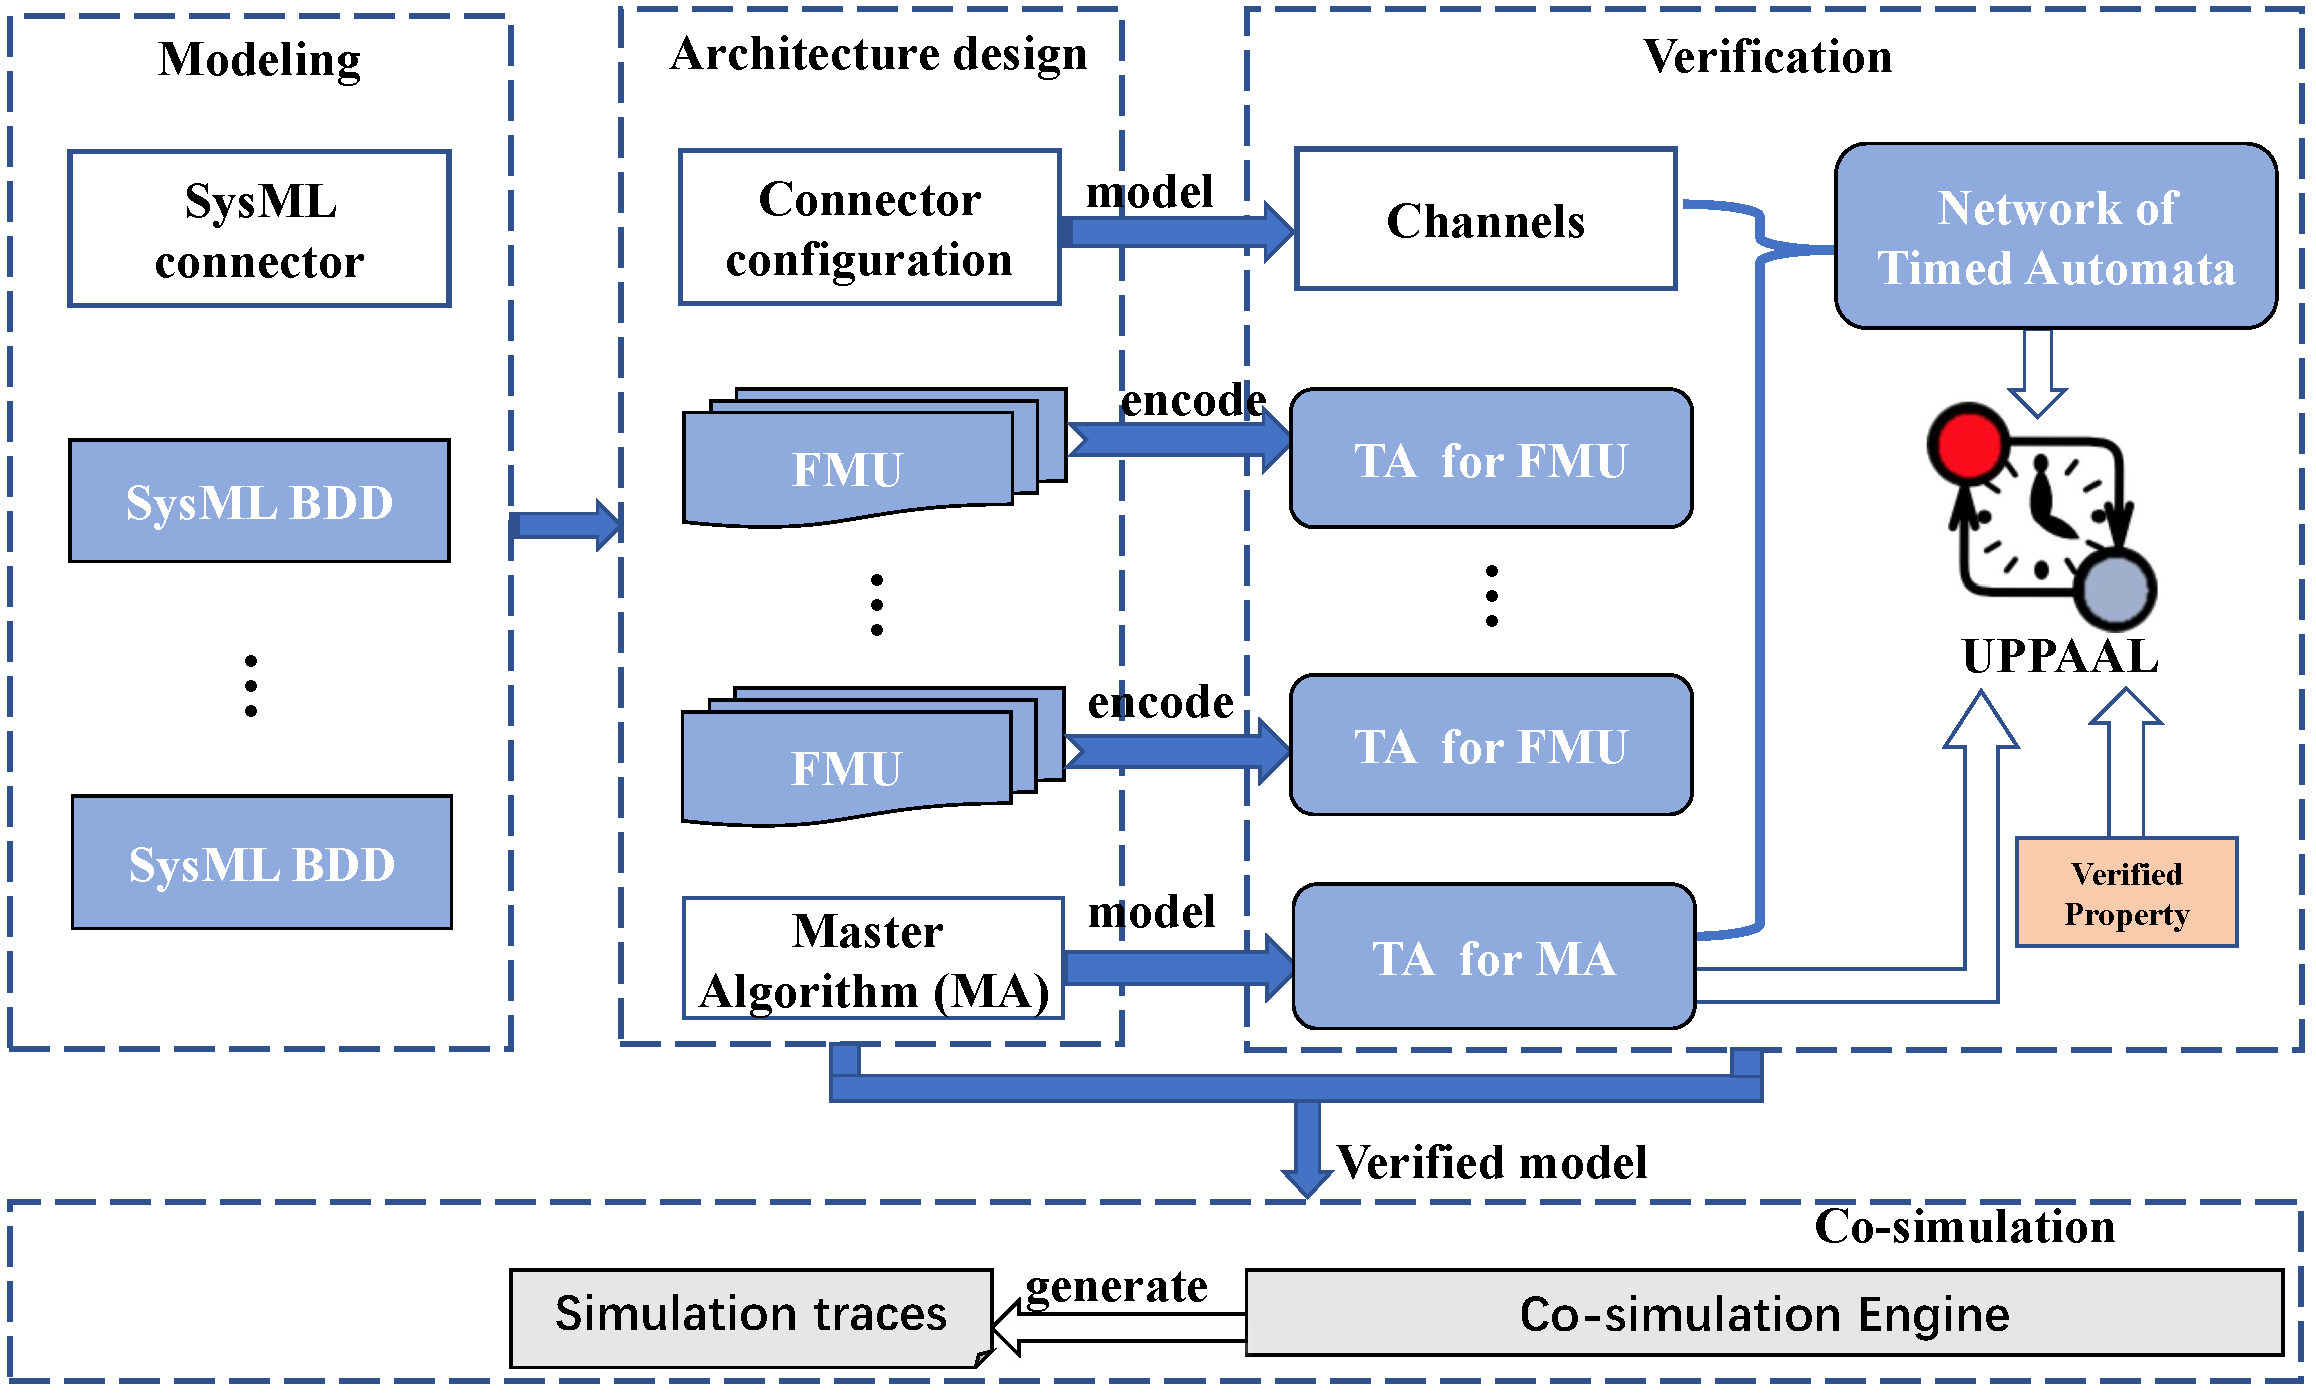 Modeling
SysML
connector
SysML BDD
SysML BDD
Architecture design
Connector
configuration
FMU
FMU
Master
Algorithm (MA)
model
encode
encode
model
Verification
Channels
TA for FMU
TA for FMU
TA for MA
Network of
Timed Automata
UPPAAL
Verified
Property
Verified model
Co-simulation
Simulation traces
generate
Co-simulation Engine